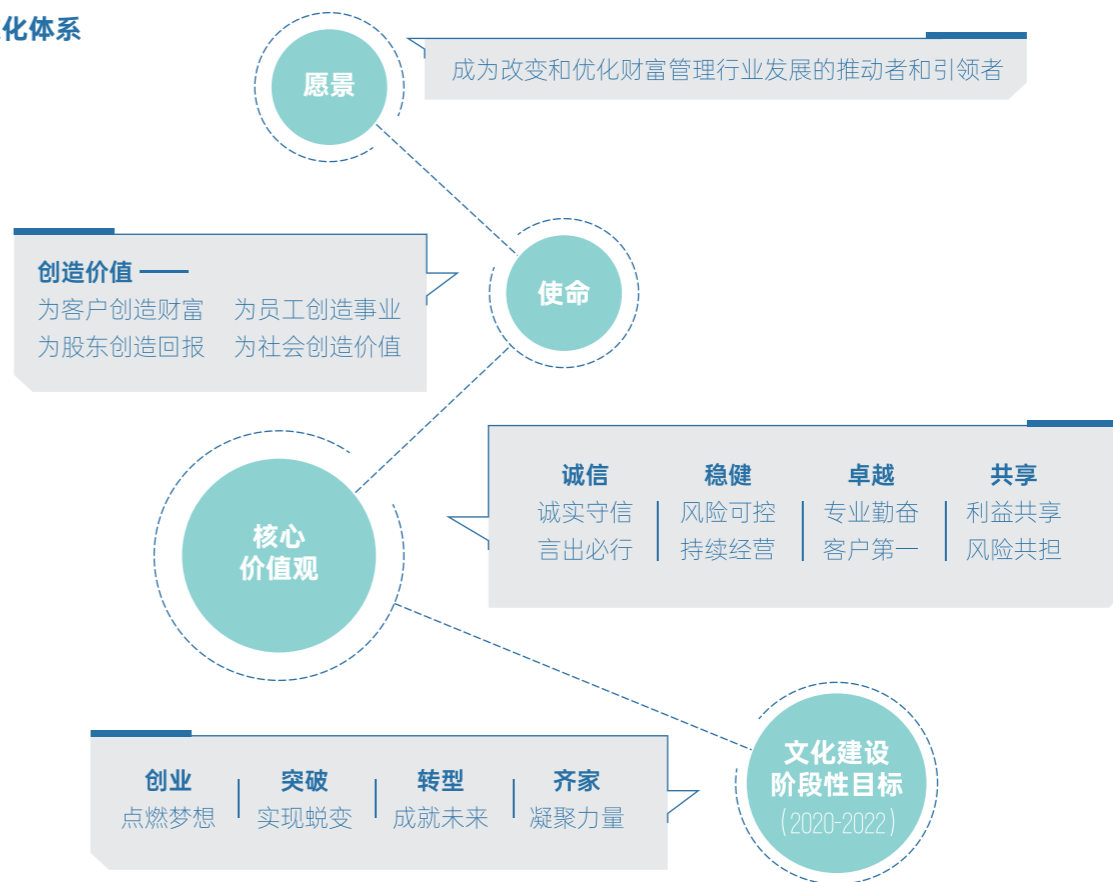 化体系
愿景
成为改变和优化财富管理行业发展的推动者和引领者
使命
创造价值——
为客户创造财富 为员工创造事业
为股东创造回报 为社会创造价值
核心
价值观
诚信 稳健 卓越 共享
诚实守信 风险可控 专业勤奋 利益共享
言出必行 持续经营 客户第一 风险共担
文化建设
阶段性目标
(2020-2022)
创业 突破 转型 齐家
点燃梦想 实现蜕变 成就未来 凝聚力量